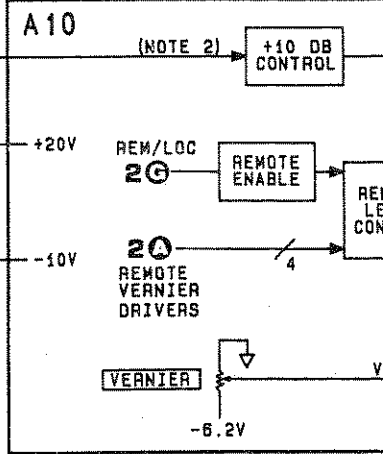 A10
(NOTE 2)
+10 DB
CONTROL
+20V
REM/LOC
2G
REMOTE
ENABLE
-10V
2A
4
REMOTE
VERNIER
DRIVERS
VERNIER
V
-6.2V